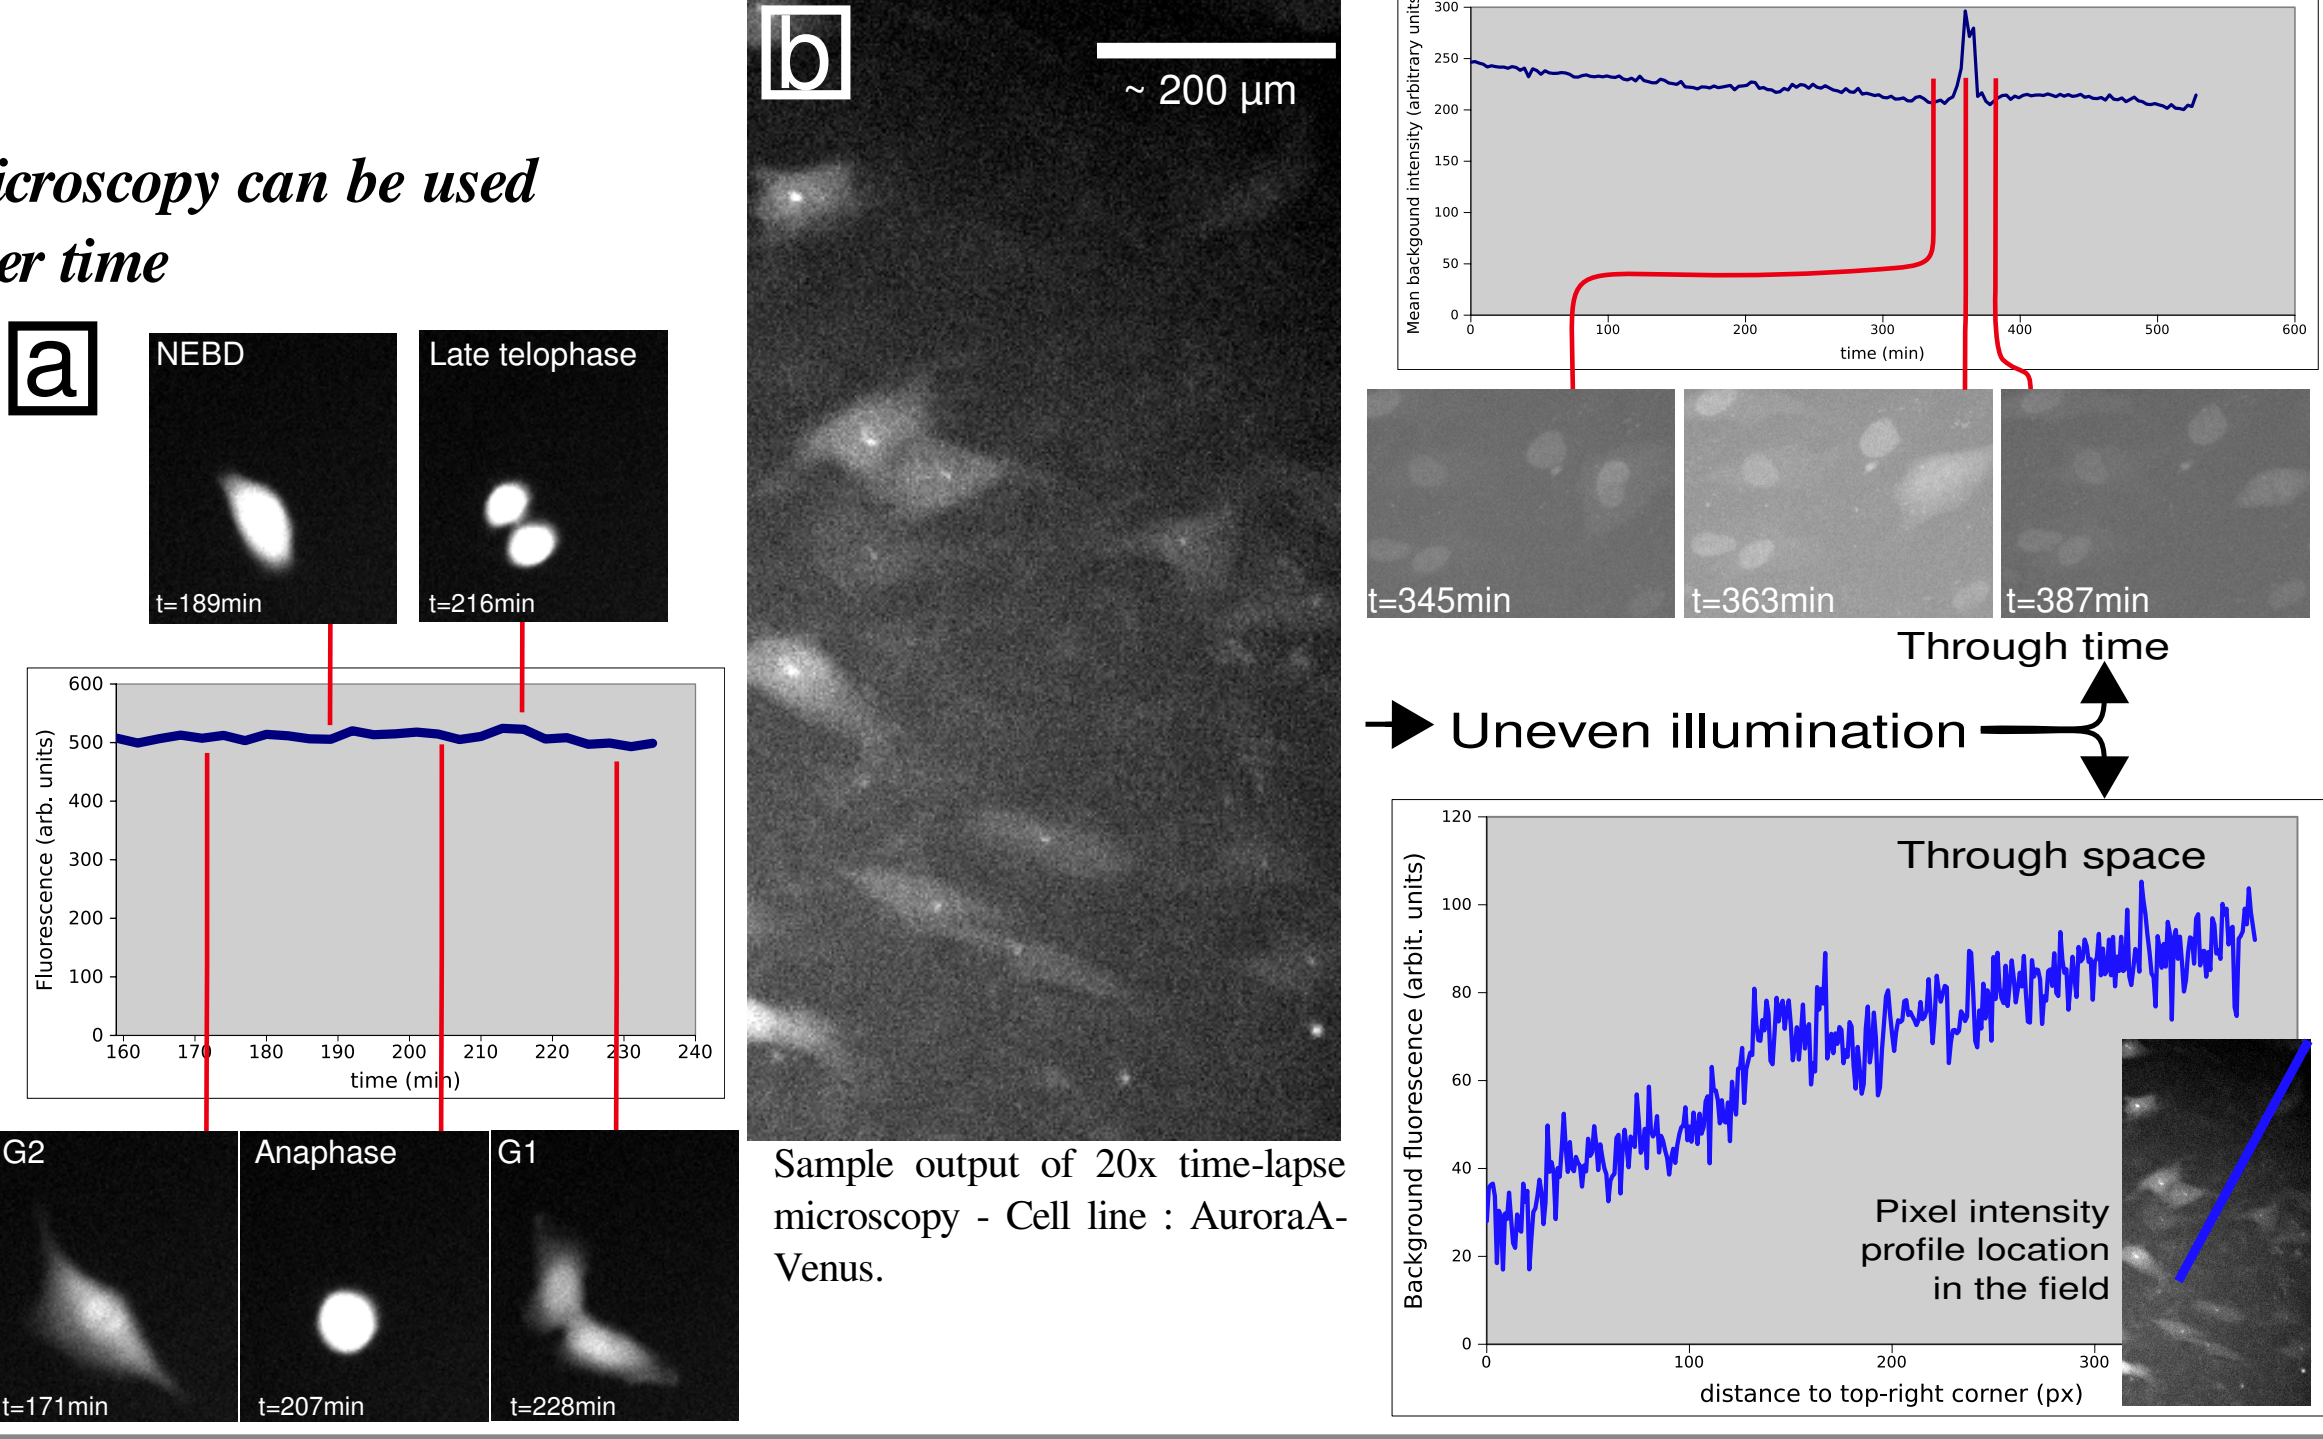 icroscopy can be used
er time
a
NEBD
t=189min
Late telophase
t=216min
Fluorescence (arb. units)
600
500
400
300
200
100
0
160 170 180 190 200 210 220 230 240
time (min)
G2
t=171min
Anaphase
t=207min
G1
t=228min
b
~ 200 µm
Sample output of 20x time-lapse
microscopy - Cell line : AuroraA-
Venus.
Mean backgound intensity (arbitrary units
300
250
200
150
100
50
0
0 100 200 300 400 500 600
time (min)
t=345min
t=363min
t=387min
Through time
Uneven illumination
Through space
Background fluorescence (arbit. units)
120
100
80
60
40
20
0
0 100 200 300
distance to top-right corner (px)
Pixel intensity
profile location
in the field